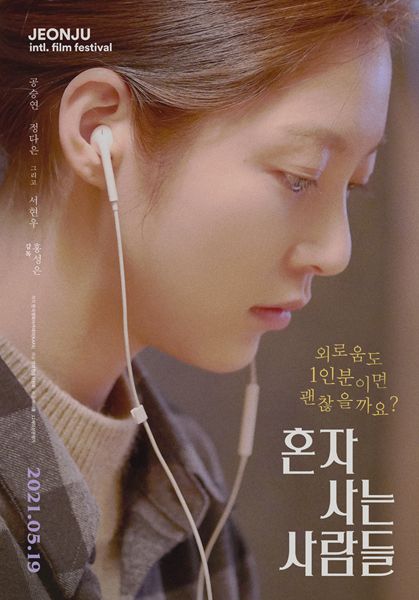 JEONJU
intl. film festival
공승연 정다은 그리고 서현우
감독 홍성은
외로움도
1인분이면
괜찮을까요?
혼자
사는
사람들
2021.05.19